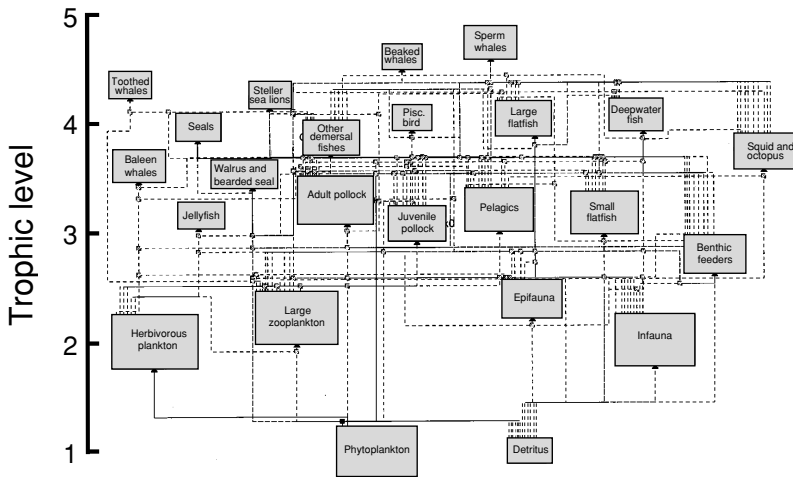 5
Sperm
whales
Beaked
whales
Toothed
whales
Steller
sea lions
Large
flatfish
Deepwater
fish
Pisc.
bird
4
Seals
Other
demersal
fishes
Squid and
octopus
Baleen
whales
Walrus and
bearded seal
Adult pollock
Pelagics
Small
flatfish
Jellyfish
Juvenile
pollock
Trophic level
3
Benthic
feeders
Epifauna
Large
zooplankton
Herbivorous
plankton
Infauna
2
Phytoplankton
Detritus
1